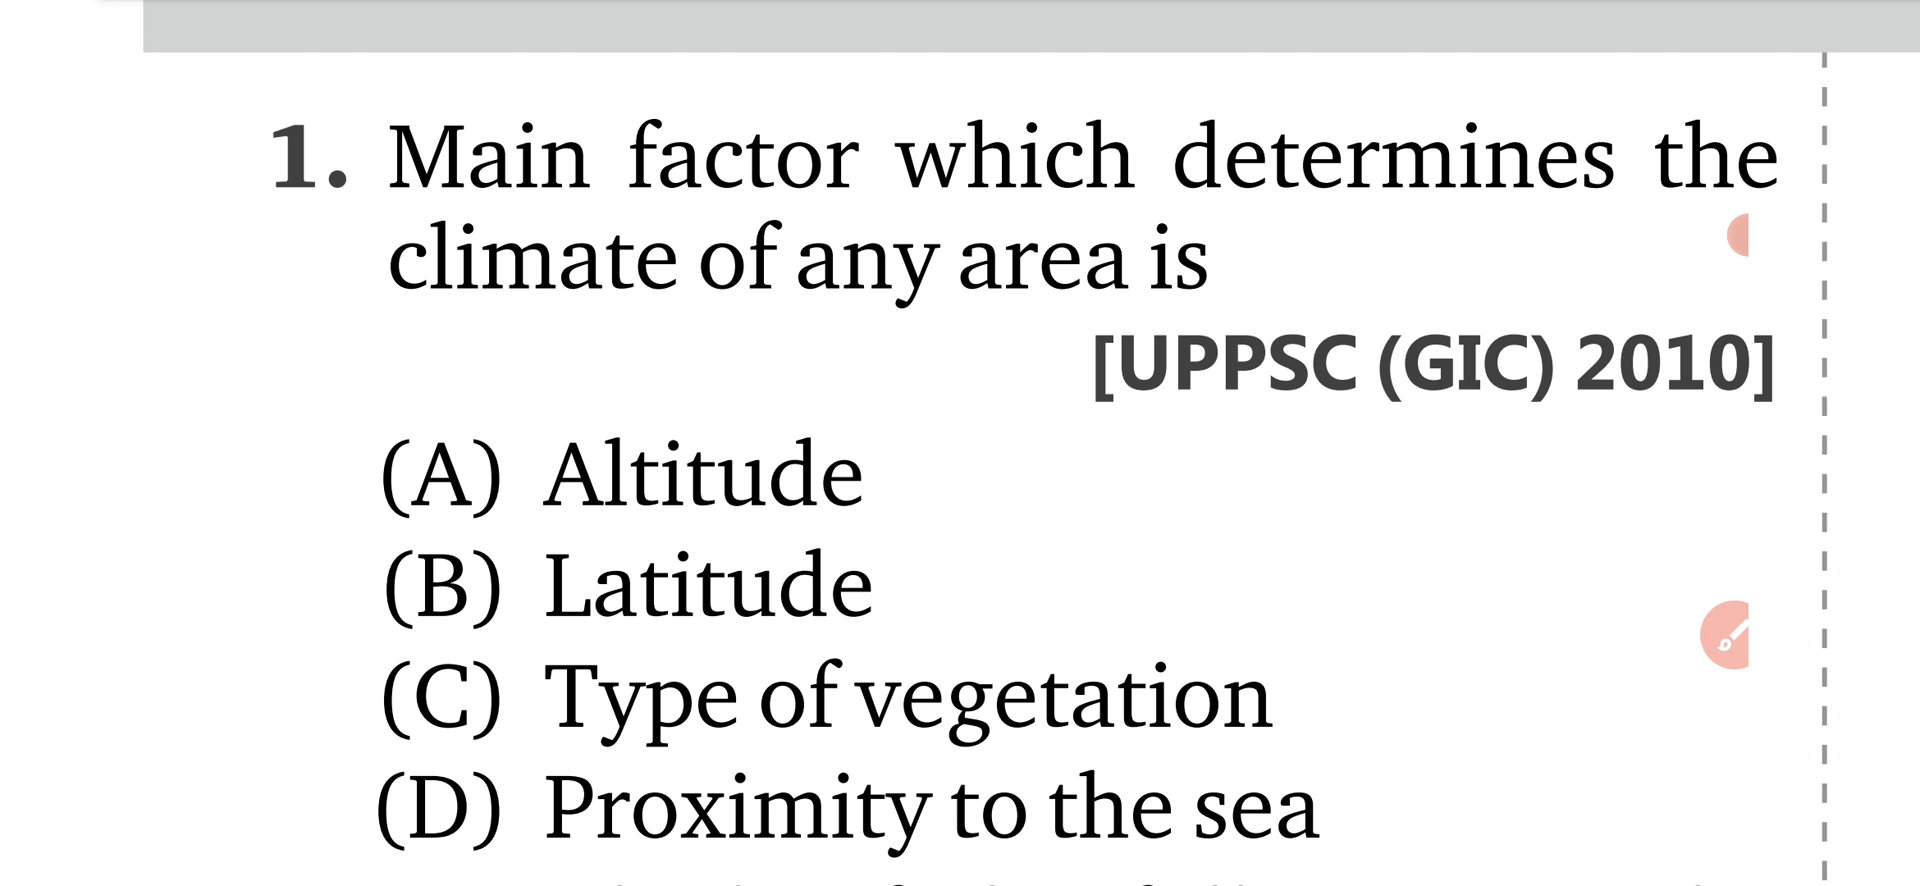 1. Main factor which determines the
climate of any area is
[UPPSC (GIC) 2010]
(A) Altitude
(B) Latitude
(C) Type of vegetation
(D) Proximity to the sea